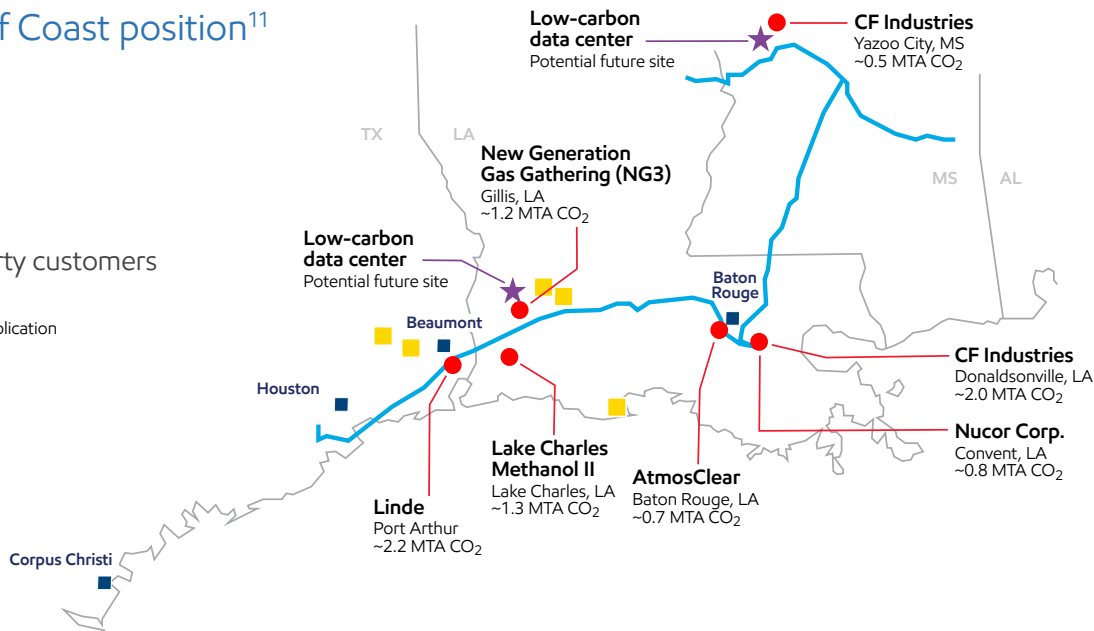 f Coast position11
rty customers
plication
Low-carbon
data center
Potential future site
CF Industries
Yazoo City, MS
~0.5 MTA CO2
TX
LA
MS
AL
New Generation
Gas Gathering (NG3)
Gillis, LA
~1.2 MTA CO2
Low-carbon
data center
Potential future site
Baton
Rouge
Beaumont
Houston
CF Industries
Donaldsonville, LA
~2.0 MTA CO2
Nucor Corp.
Convent, LA
~0.8 MTA CO2
Lake Charles
Methanol II
Lake Charles, LA
~1.3 MTA CO2
AtmosClear
Baton Rouge, LA
~0.7 MTA CO2
Linde
Port Arthur
~2.2 MTA CO2
Corpus Christi